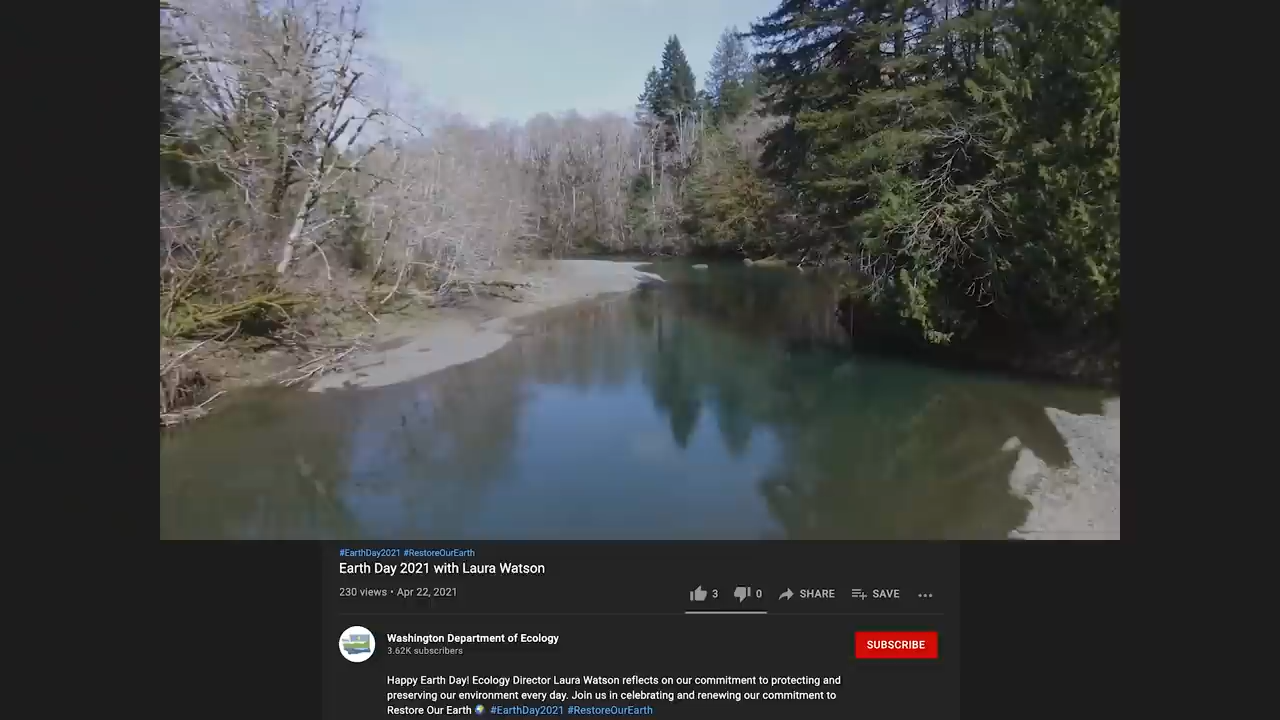 #EarthDay2021 #RestoreOurEarth
Earth Day 2021 with Laura Watson
230 views • Apr 22, 2021
3
0
SHARE
SAVE
Washington Department of Ecology
3.62K subscribers
SUBSCRIBE
Happy Earth Day! Ecology Director Laura Watson reflects on our commitment to protecting and
preserving our environment every day. Join us in celebrating and renewing our commitment to
Restore Our Earth 🌎 #EarthDay2021 #RestoreOurEarth